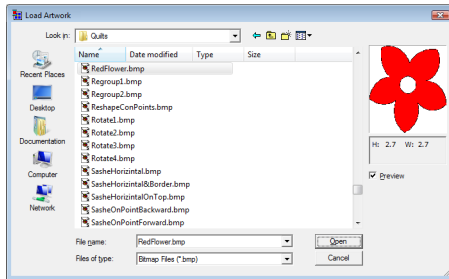 Load Artwork
Look in: Quilts
Name Date modified Type Size
RedFlower.bmp
Regroup1.bmp
Regroup2.bmp
ReshapeConPoints.bmp
Rotate1.bmp
Rotate2.bmp
Rotate3.bmp
Rotate4.bmp
SasheHorizintal.bmp
SasheHorizintal&Border.bmp
SasheHorizintalOnTop.bmp
SasheOnPointBackward.bmp
SasheOnPointForward.bmp
Recent Places
Desktop
Documentation
Computer
Network
H: 2.7 W: 2.7
Preview
File name: RedFlower.bmp Open
Files of type: Bitmap Files (*.bmp) Cancel